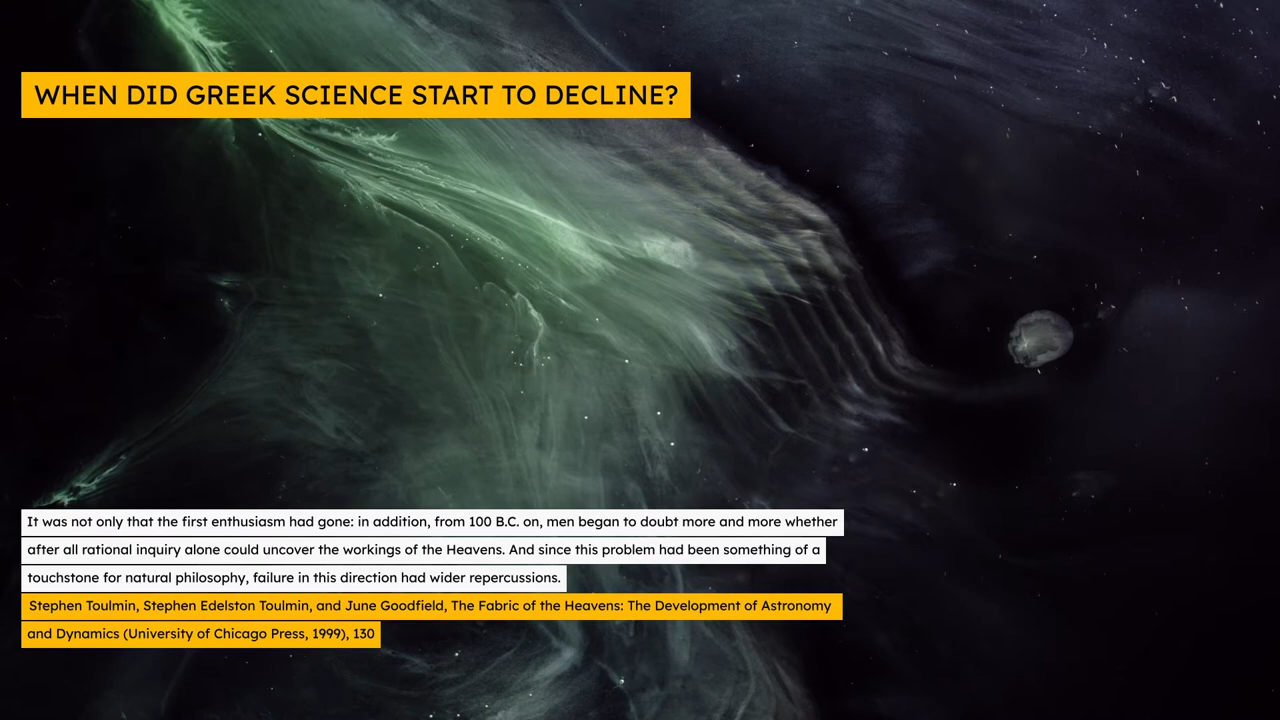 WHEN DID GREEK SCIENCE START TO DECLINE?
It was not only that the first enthusiasm had gone: in addition, from 100 B.C. on, men began to doubt more and more whether
after all rational inquiry alone could uncover the workings of the Heavens. And since this problem had been something of a
touchstone for natural philosophy, failure in this direction had wider repercussions.
Stephen Toulmin, Stephen Edelston Toulmin, and June Goodfield, The Fabric of the Heavens: The Development of Astronomy
and Dynamics (University of Chicago Press, 1999), 130